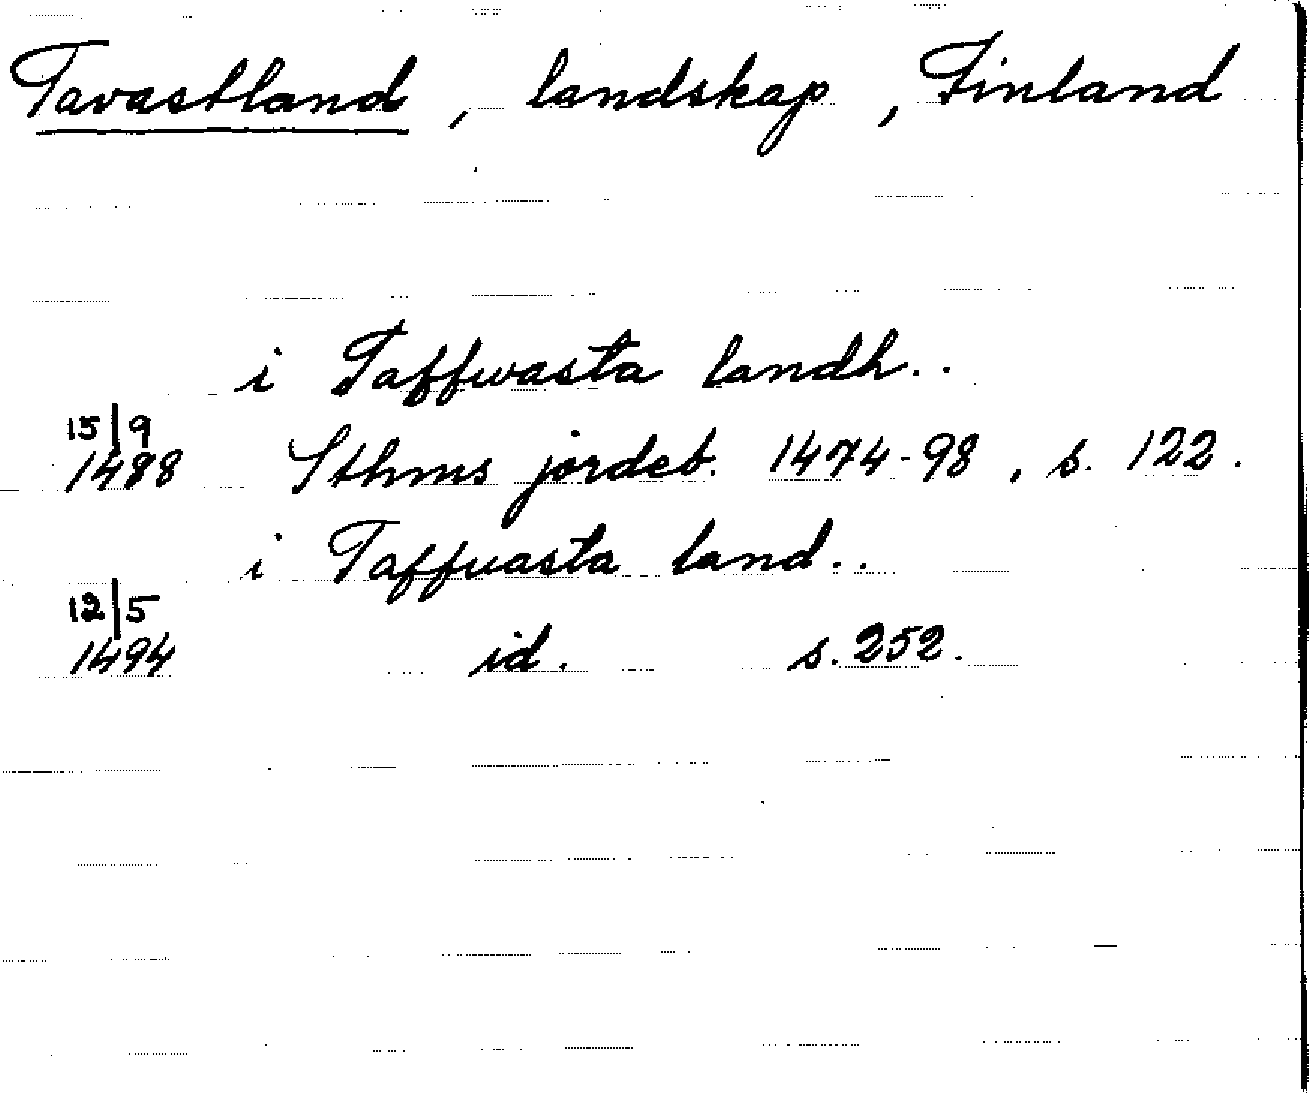 Tavastland, landskap, Finland
i Taffwasta landh..
15|9
1488 Sthms jordeb. 1474-98, s. 122.
i Taffuasta land..
12|5
1494 id. s. 252.